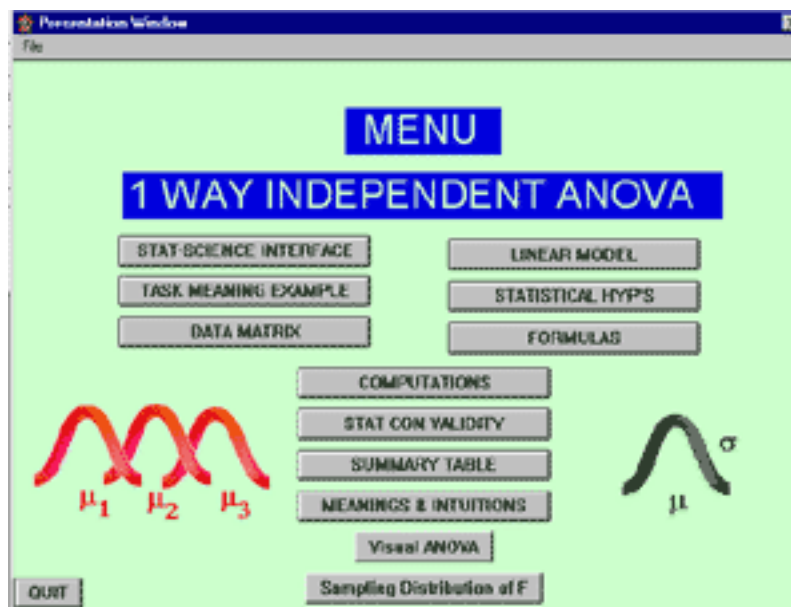 Presentation Window
File
MENU
1 WAY INDEPENDENT ANOVA
STAT-SCIENCE INTERFACE
LINEAR MODEL
TASK MEANING EXAMPLE
STATISTICAL HYP'S
DATA MATRIX
FORMULAS
COMPUTATIONS
STAT CON VALIDITY
SUMMARY TABLE
MEANINGS & INTUITIONS
μ1 μ2 μ3
σ
μ
Visual ANOVA
Sampling Distribution of F
QUIT